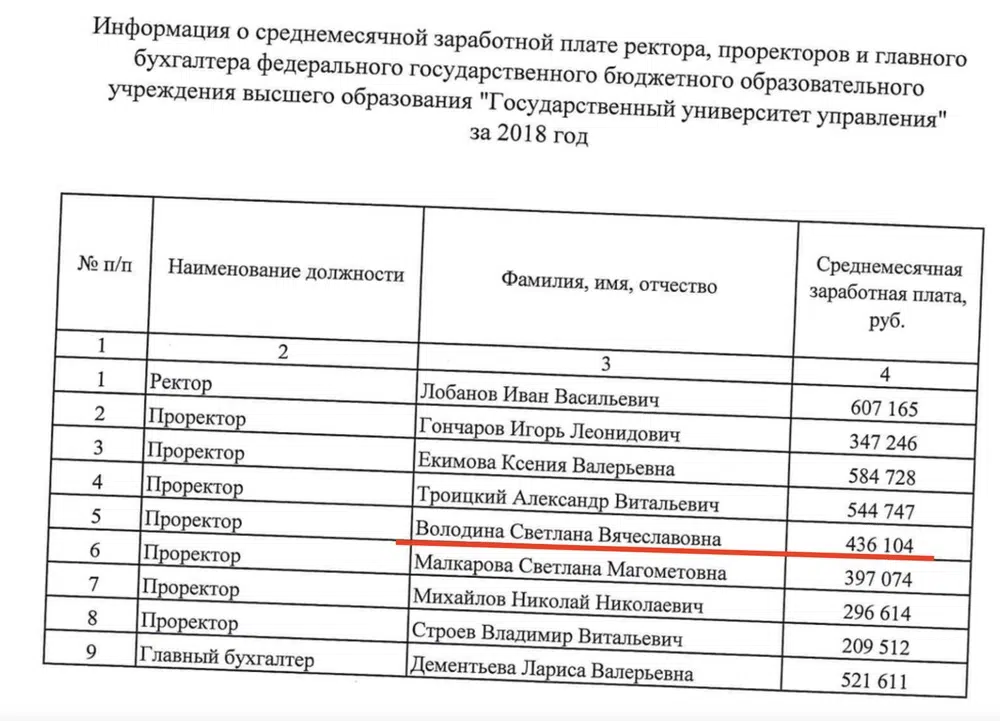 Информация о среднемесячной заработной плате ректора, проректоров и главного
бухгалтера федерального государственного бюджетного образовательного
учреждения высшего образования "Государственный университет управления"
за 2018 год
№ п/п Наименование должности Фамилия, имя, отчество Среднемесячная
заработная плата,
руб.
1 2 3 4
1 Ректор Лобанов Иван Васильевич 607 165
2 Проректор Гончаров Игорь Леонидович 347 246
3 Проректор Екимова Ксения Валерьевна 584 728
4 Проректор Троицкий Александр Витальевич 544 747
5 Проректор Володина Светлана Вячеславовна 436 104
6 Проректор Малкарова Светлана Магометовна 397 074
7 Проректор Михайлов Николай Николаевич 296 614
8 Проректор Строев Владимир Витальевич 209 512
9 Главный бухгалтер Дементьева Лариса Валерьевна 521 611